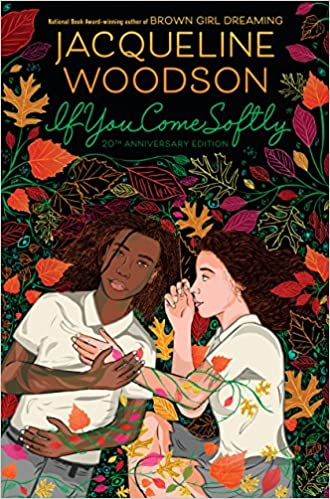 National Book Award-winning author of BROWN GIRL DREAMING
JACQUELINE
WOODSON
If You Come Softly
20TH ANNIVERSARY EDITION